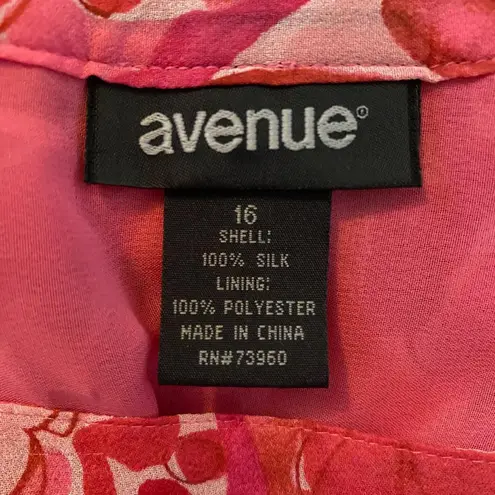 avenue®
16
SHELL:
100% SILK
LINING:
100% POLYESTER
MADE IN CHINA
RN#73960